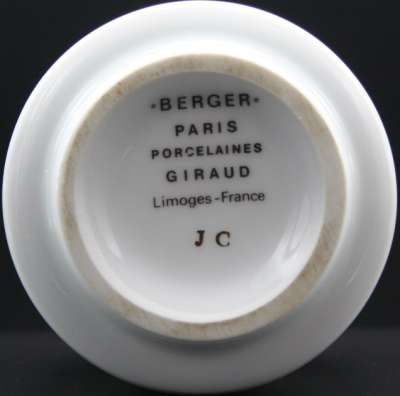 •BERGER•
PARIS
PORCELAINES
GIRAUD
Limoges-France
J C